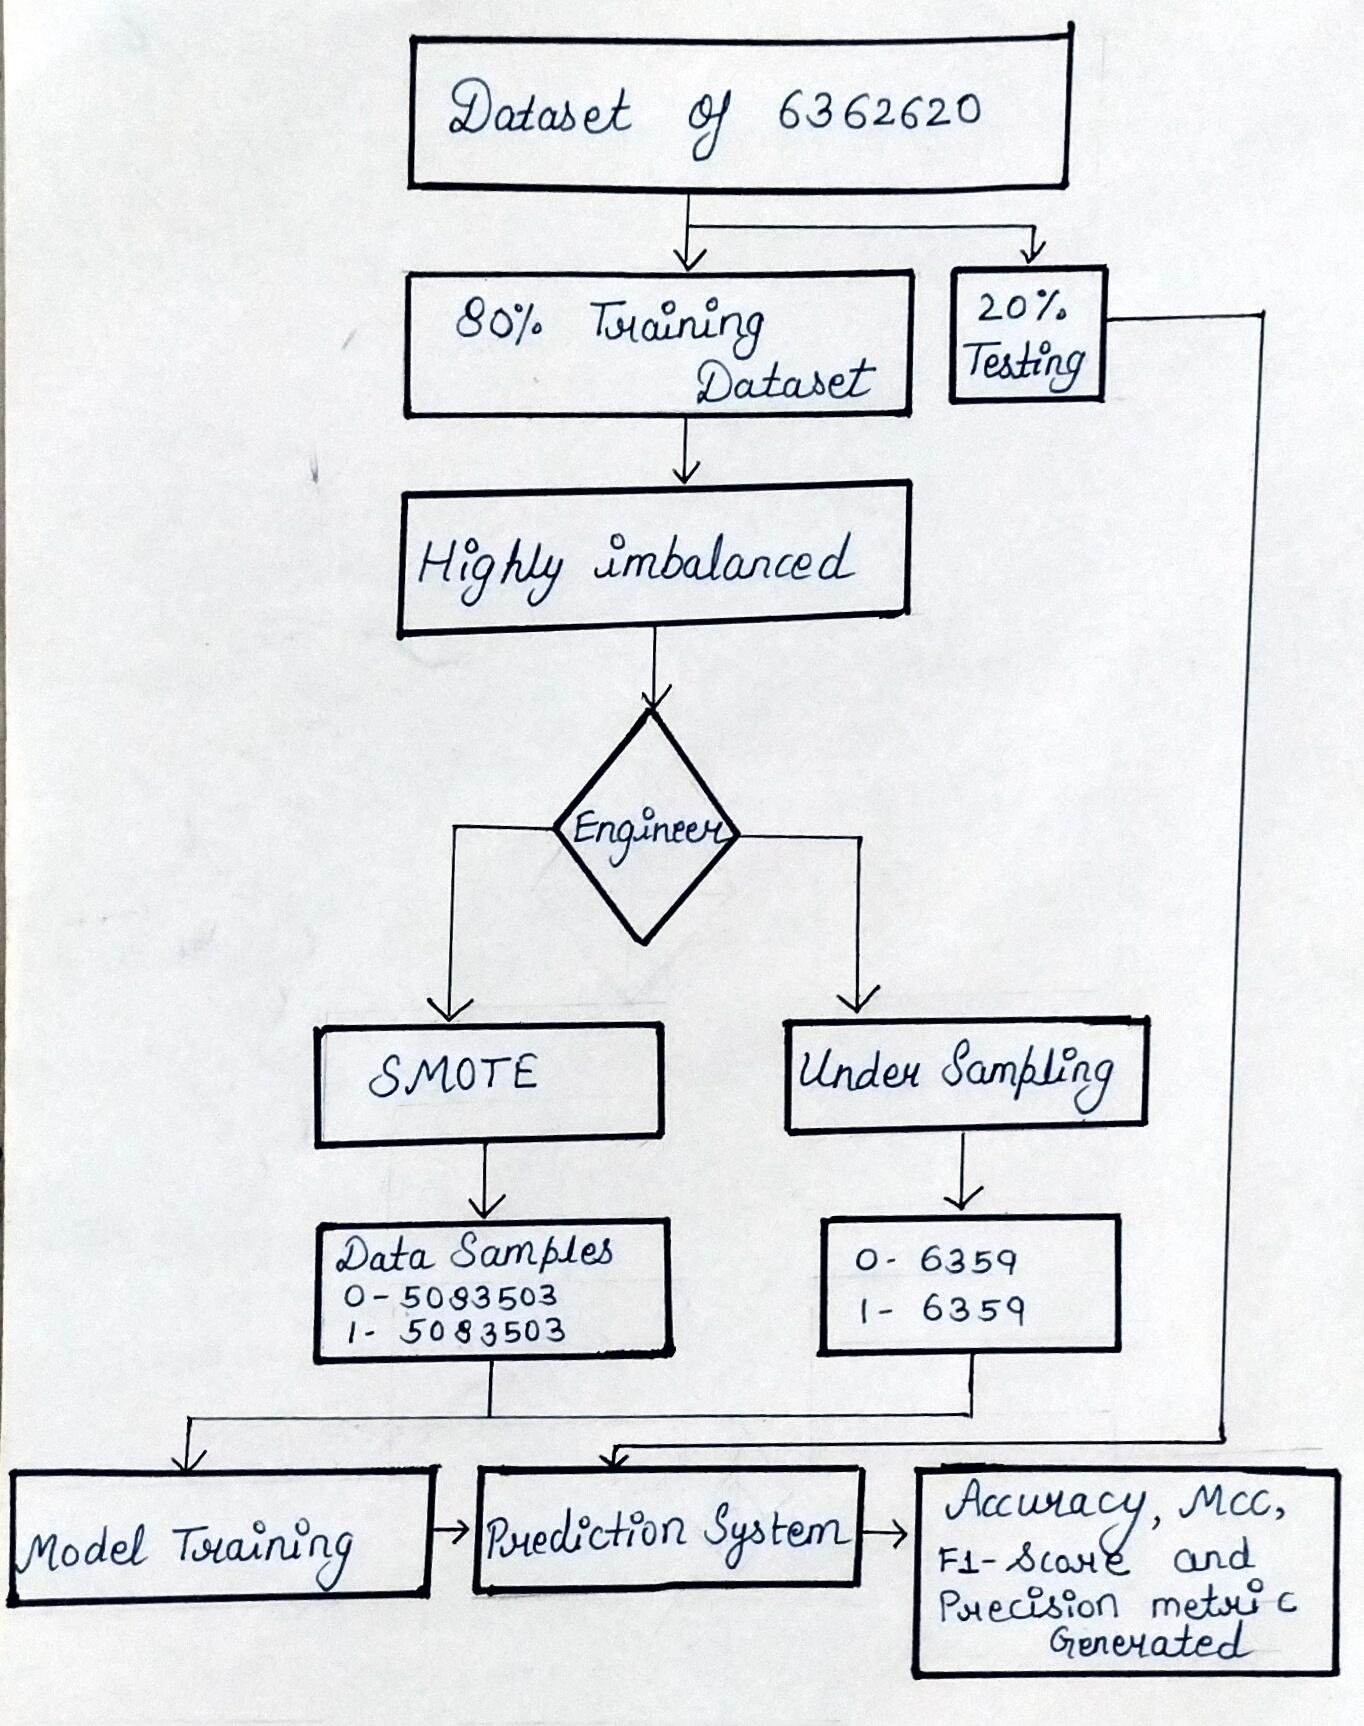 Dataset of 6362620
80% Training
Dataset
20%
Testing
Highly imbalanced
Engineer
SMOTE
Under Sampling
Data Samples
0- 5083503
1- 5083503
0- 6359
1- 6359
Model Training
Prediction System
Accuracy, MCC,
F1-Score and
Precision metric
Generated